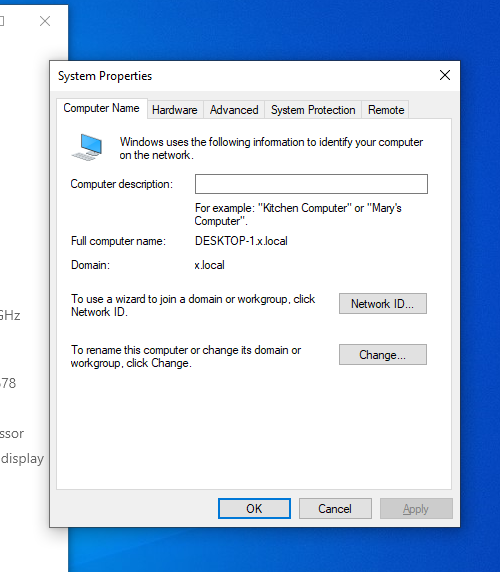 System Properties
Computer Name
Hardware
Advanced
System Protection
Remote
Windows uses the following information to identify your computer
on the network.
Computer description:
For example: "Kitchen Computer" or "Mary's
Computer".
Full computer name:
DESKTOP-1.x.local
Domain:
x.local
To use a wizard to join a domain or workgroup, click
Network ID.
Network ID...
To rename this computer or change its domain or
workgroup, click Change.
Change...
OK
Cancel
Apply
GHz
578
ssor
display